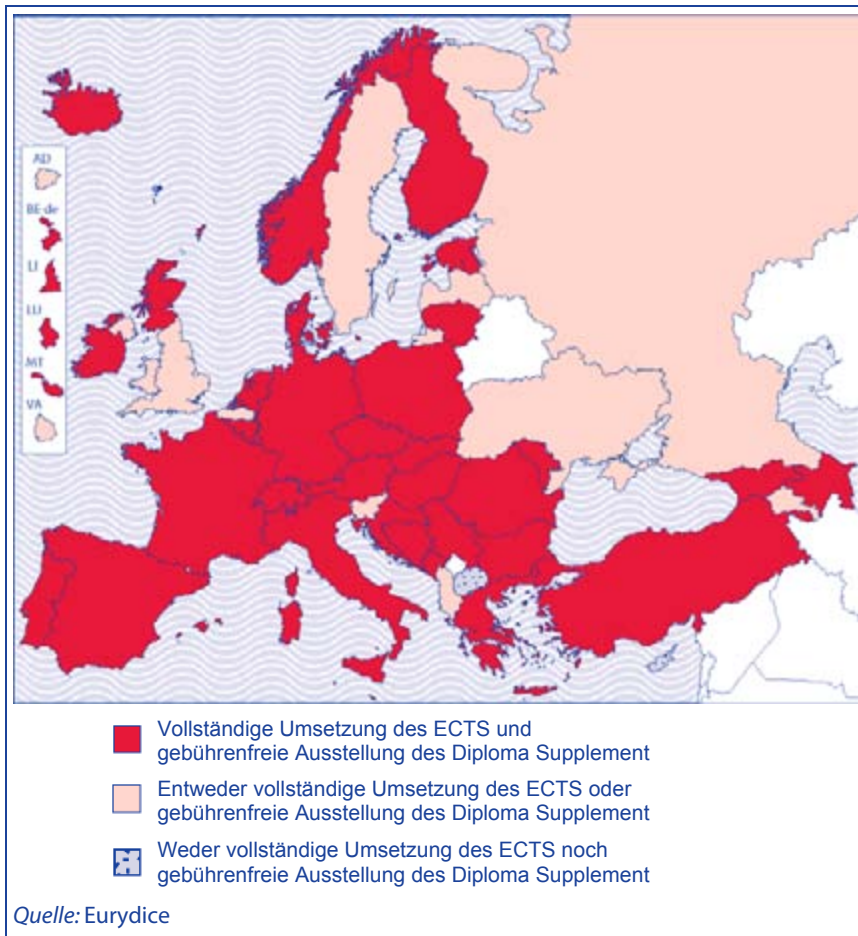 AD
BE-de
LI
LU
MT
VA
Vollständige Umsetzung des ECTS und
gebührenfreie Ausstellung des Diploma Supplement
Entweder vollständige Umsetzung des ECTS oder
gebührenfreie Ausstellung des Diploma Supplement
Weder vollständige Umsetzung des ECTS noch
gebührenfreie Ausstellung des Diploma Supplement
Quelle: Eurydice